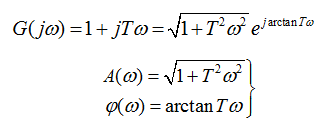 G(jω)=1+jTω=√(1+T²ω²) e^{j arctan Tω}
A(ω)=√(1+T²ω²)
φ(ω)=arctan Tω }